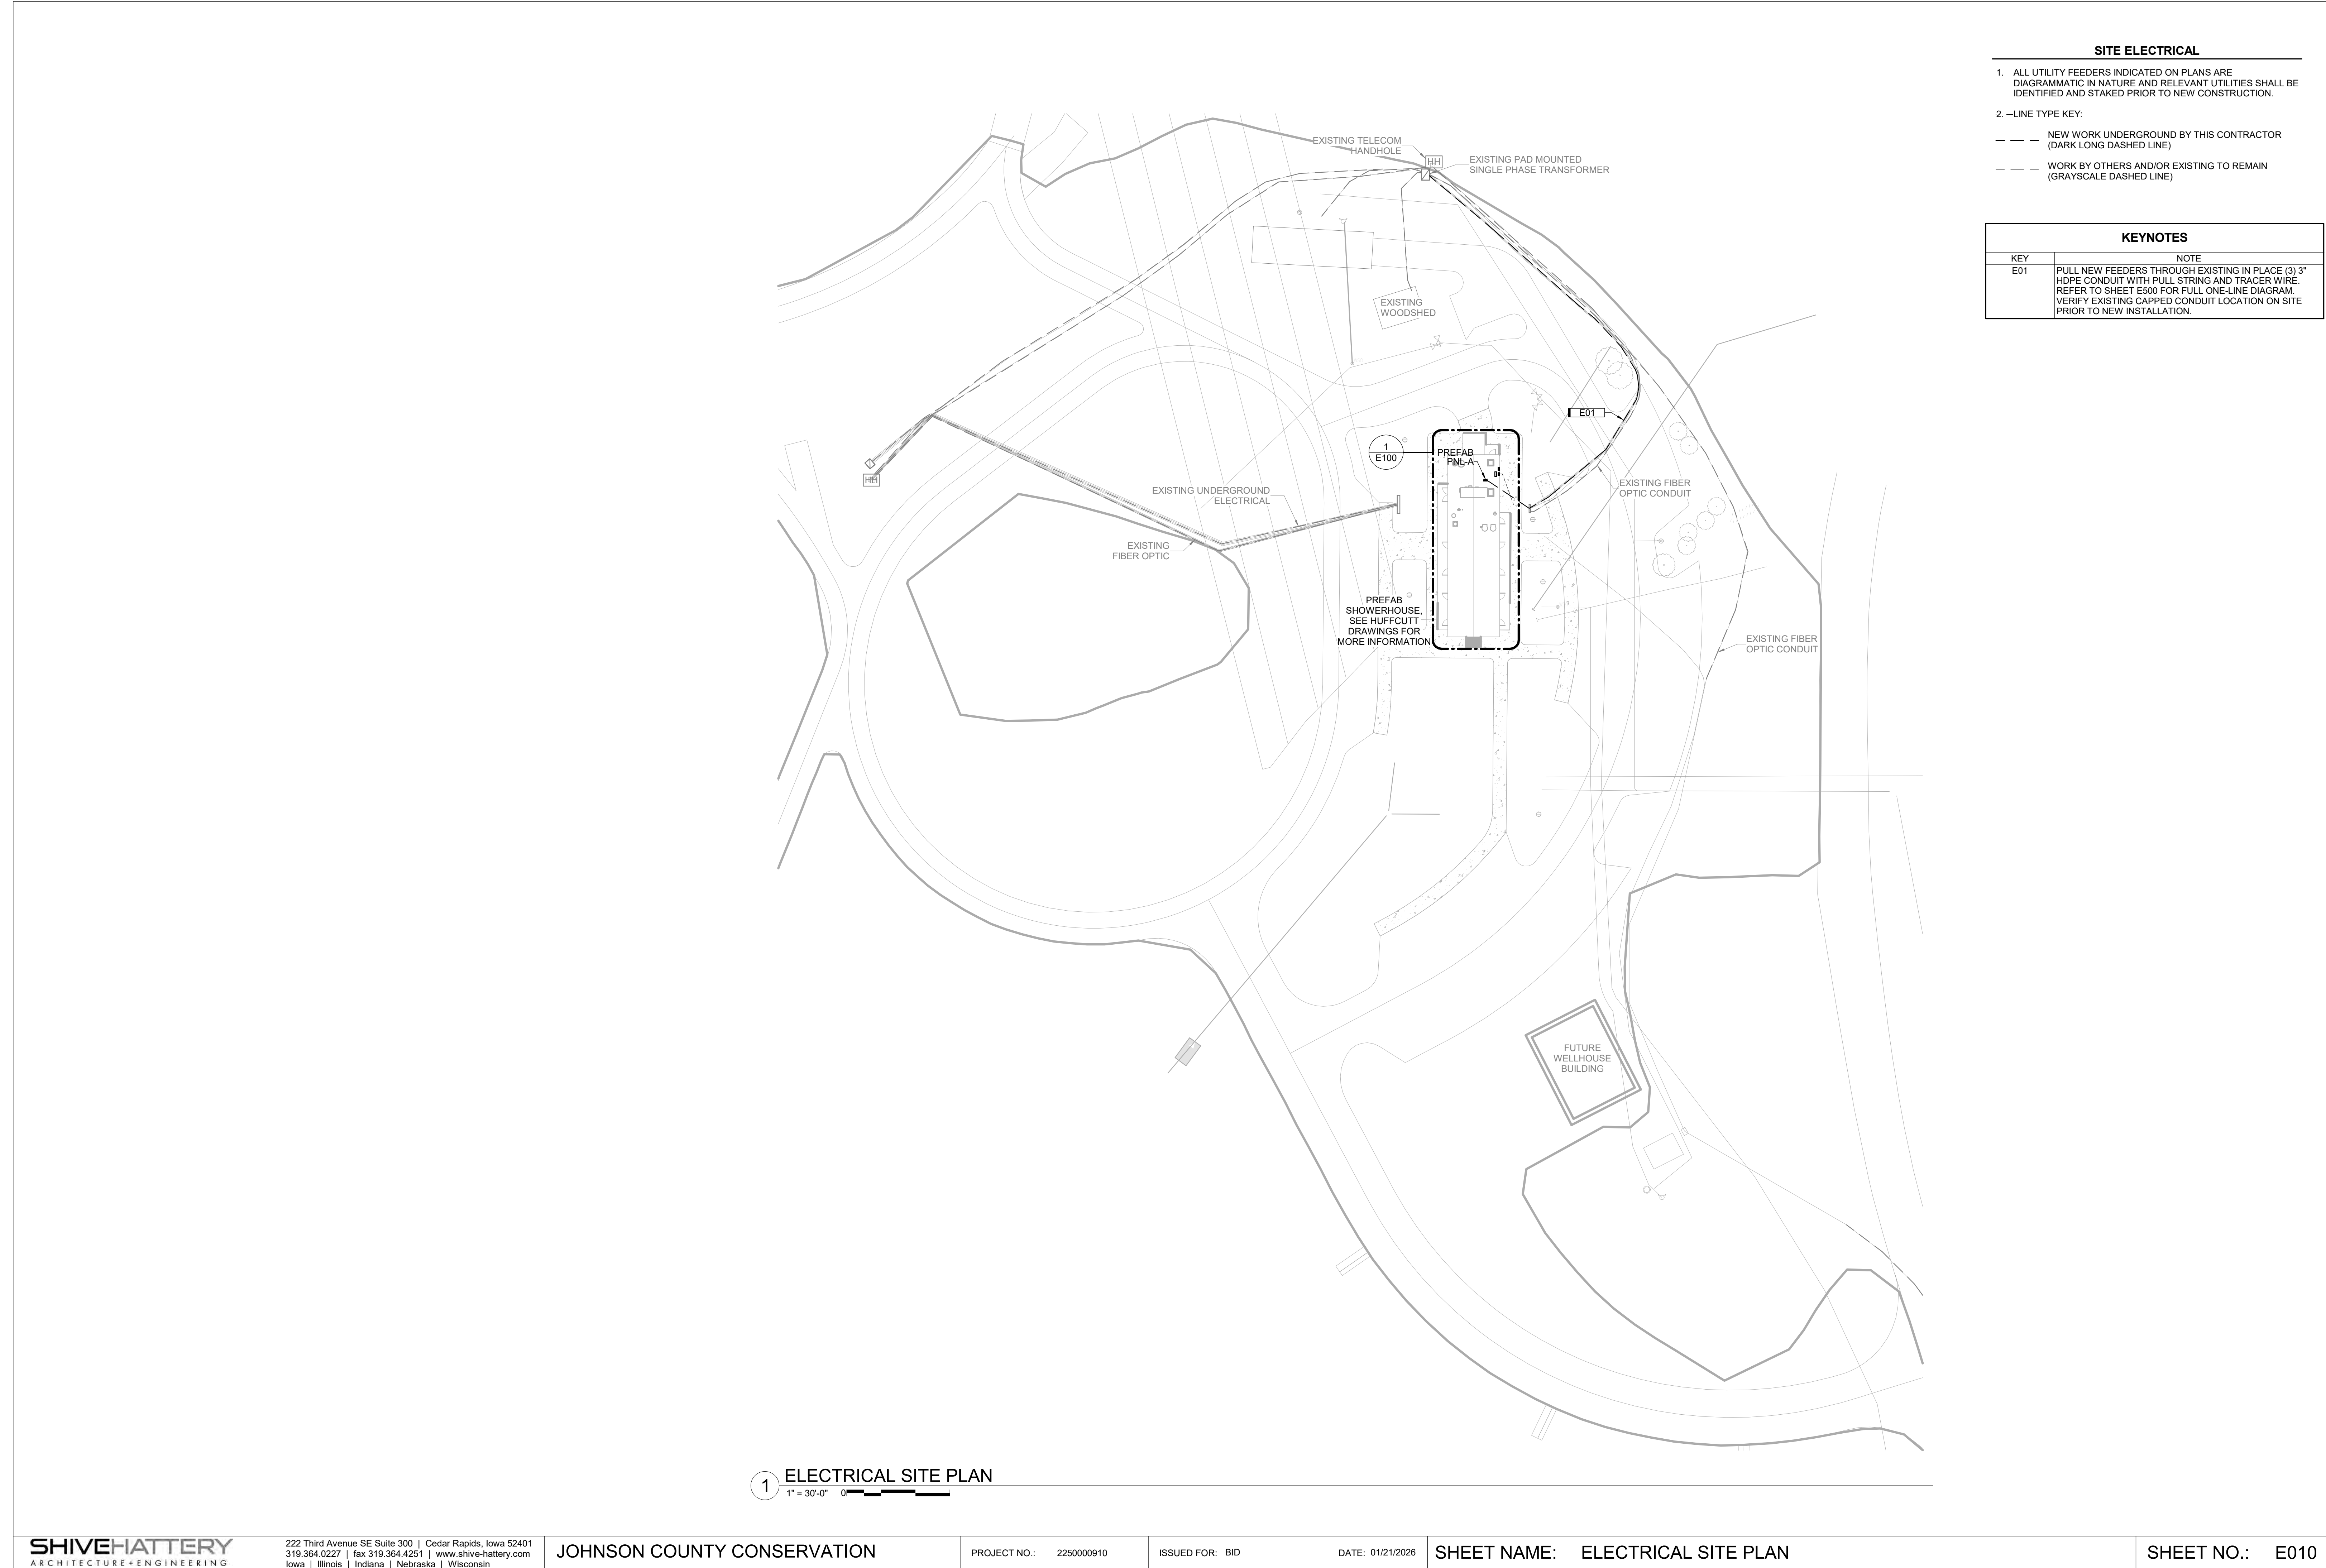 SITE ELECTRICAL
1. ALL UTILITY FEEDERS INDICATED ON PLANS ARE
DIAGRAMMATIC IN NATURE AND RELEVANT UTILITIES SHALL BE
IDENTIFIED AND STAKED PRIOR TO NEW CONSTRUCTION.
2. LINE TYPE KEY:
NEW WORK UNDERGROUND BY THIS CONTRACTOR
(DARK LONG DASHED LINE)
WORK BY OTHERS AND/OR EXISTING TO REMAIN
(GRAYSCALE DASHED LINE)
KEYNOTES
KEY NOTE
E01 PULL NEW FEEDERS THROUGH EXISTING IN PLACE (3) 3"
HDPE CONDUIT WITH PULL STRING AND TRACER WIRE.
REFER TO SHEET E500 FOR FULL ONE-LINE DIAGRAM.
VERIFY EXISTING CAPPED CONDUIT LOCATION ON SITE
PRIOR TO NEW INSTALLATION.
EXISTING TELECOM
HANDHOLE
HH
EXISTING PAD MOUNTED
SINGLE PHASE TRANSFORMER
EXISTING
WOODSHED
E01
1
E100
PREFAB
PNL-A
HH
EXISTING UNDERGROUND
ELECTRICAL
EXISTING FIBER
OPTIC CONDUIT
EXISTING
FIBER OPTIC
PREFAB
SHOWERHOUSE,
SEE HUFFCUTT
DRAWINGS FOR
MORE INFORMATION
EXISTING FIBER
OPTIC CONDUIT
FUTURE
WELLHOUSE
BUILDING
1 ELECTRICAL SITE PLAN
1" = 30'-0" 0
SHIVEHATTERY
ARCHITECTURE+ENGINEERING
222 Third Avenue SE Suite 300 | Cedar Rapids, Iowa 52401
319.364.0227 | fax 319.364.4251 | www.shive-hattery.com
Iowa | Illinois | Indiana | Nebraska | Wisconsin
JOHNSON COUNTY CONSERVATION
PROJECT NO.: 2250000910
ISSUED FOR: BID
DATE: 01/21/2026
SHEET NAME: ELECTRICAL SITE PLAN
SHEET NO.: E010